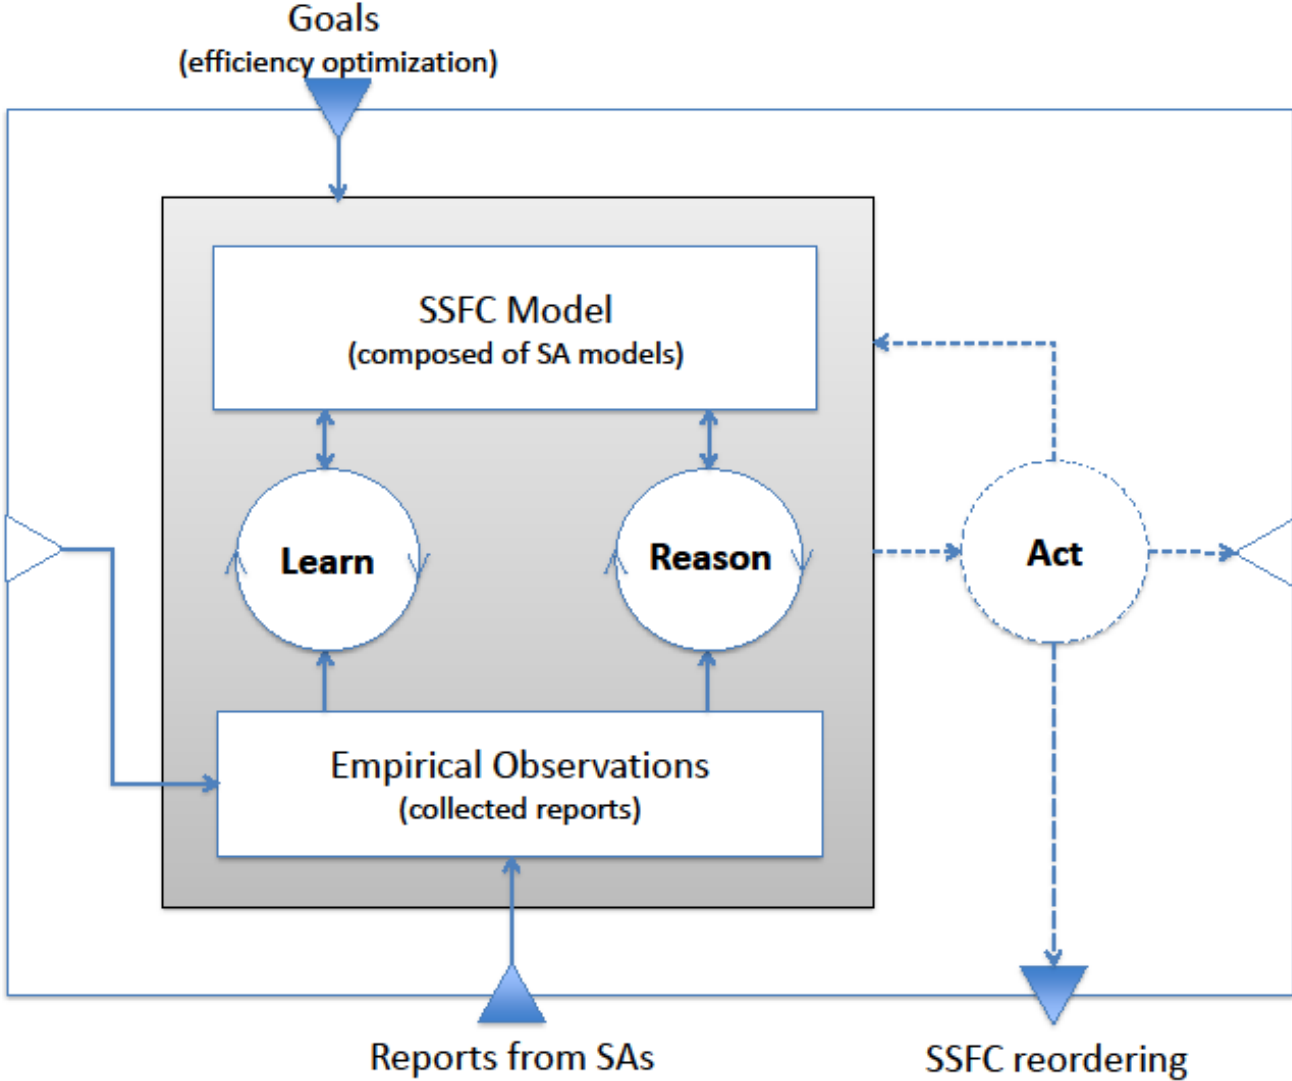 Goals
(efficiency optimization)
SSFC Model
(composed of SA models)
Learn
Reason
Act
Empirical Observations
(collected reports)
Reports from SAs
SSFC reordering